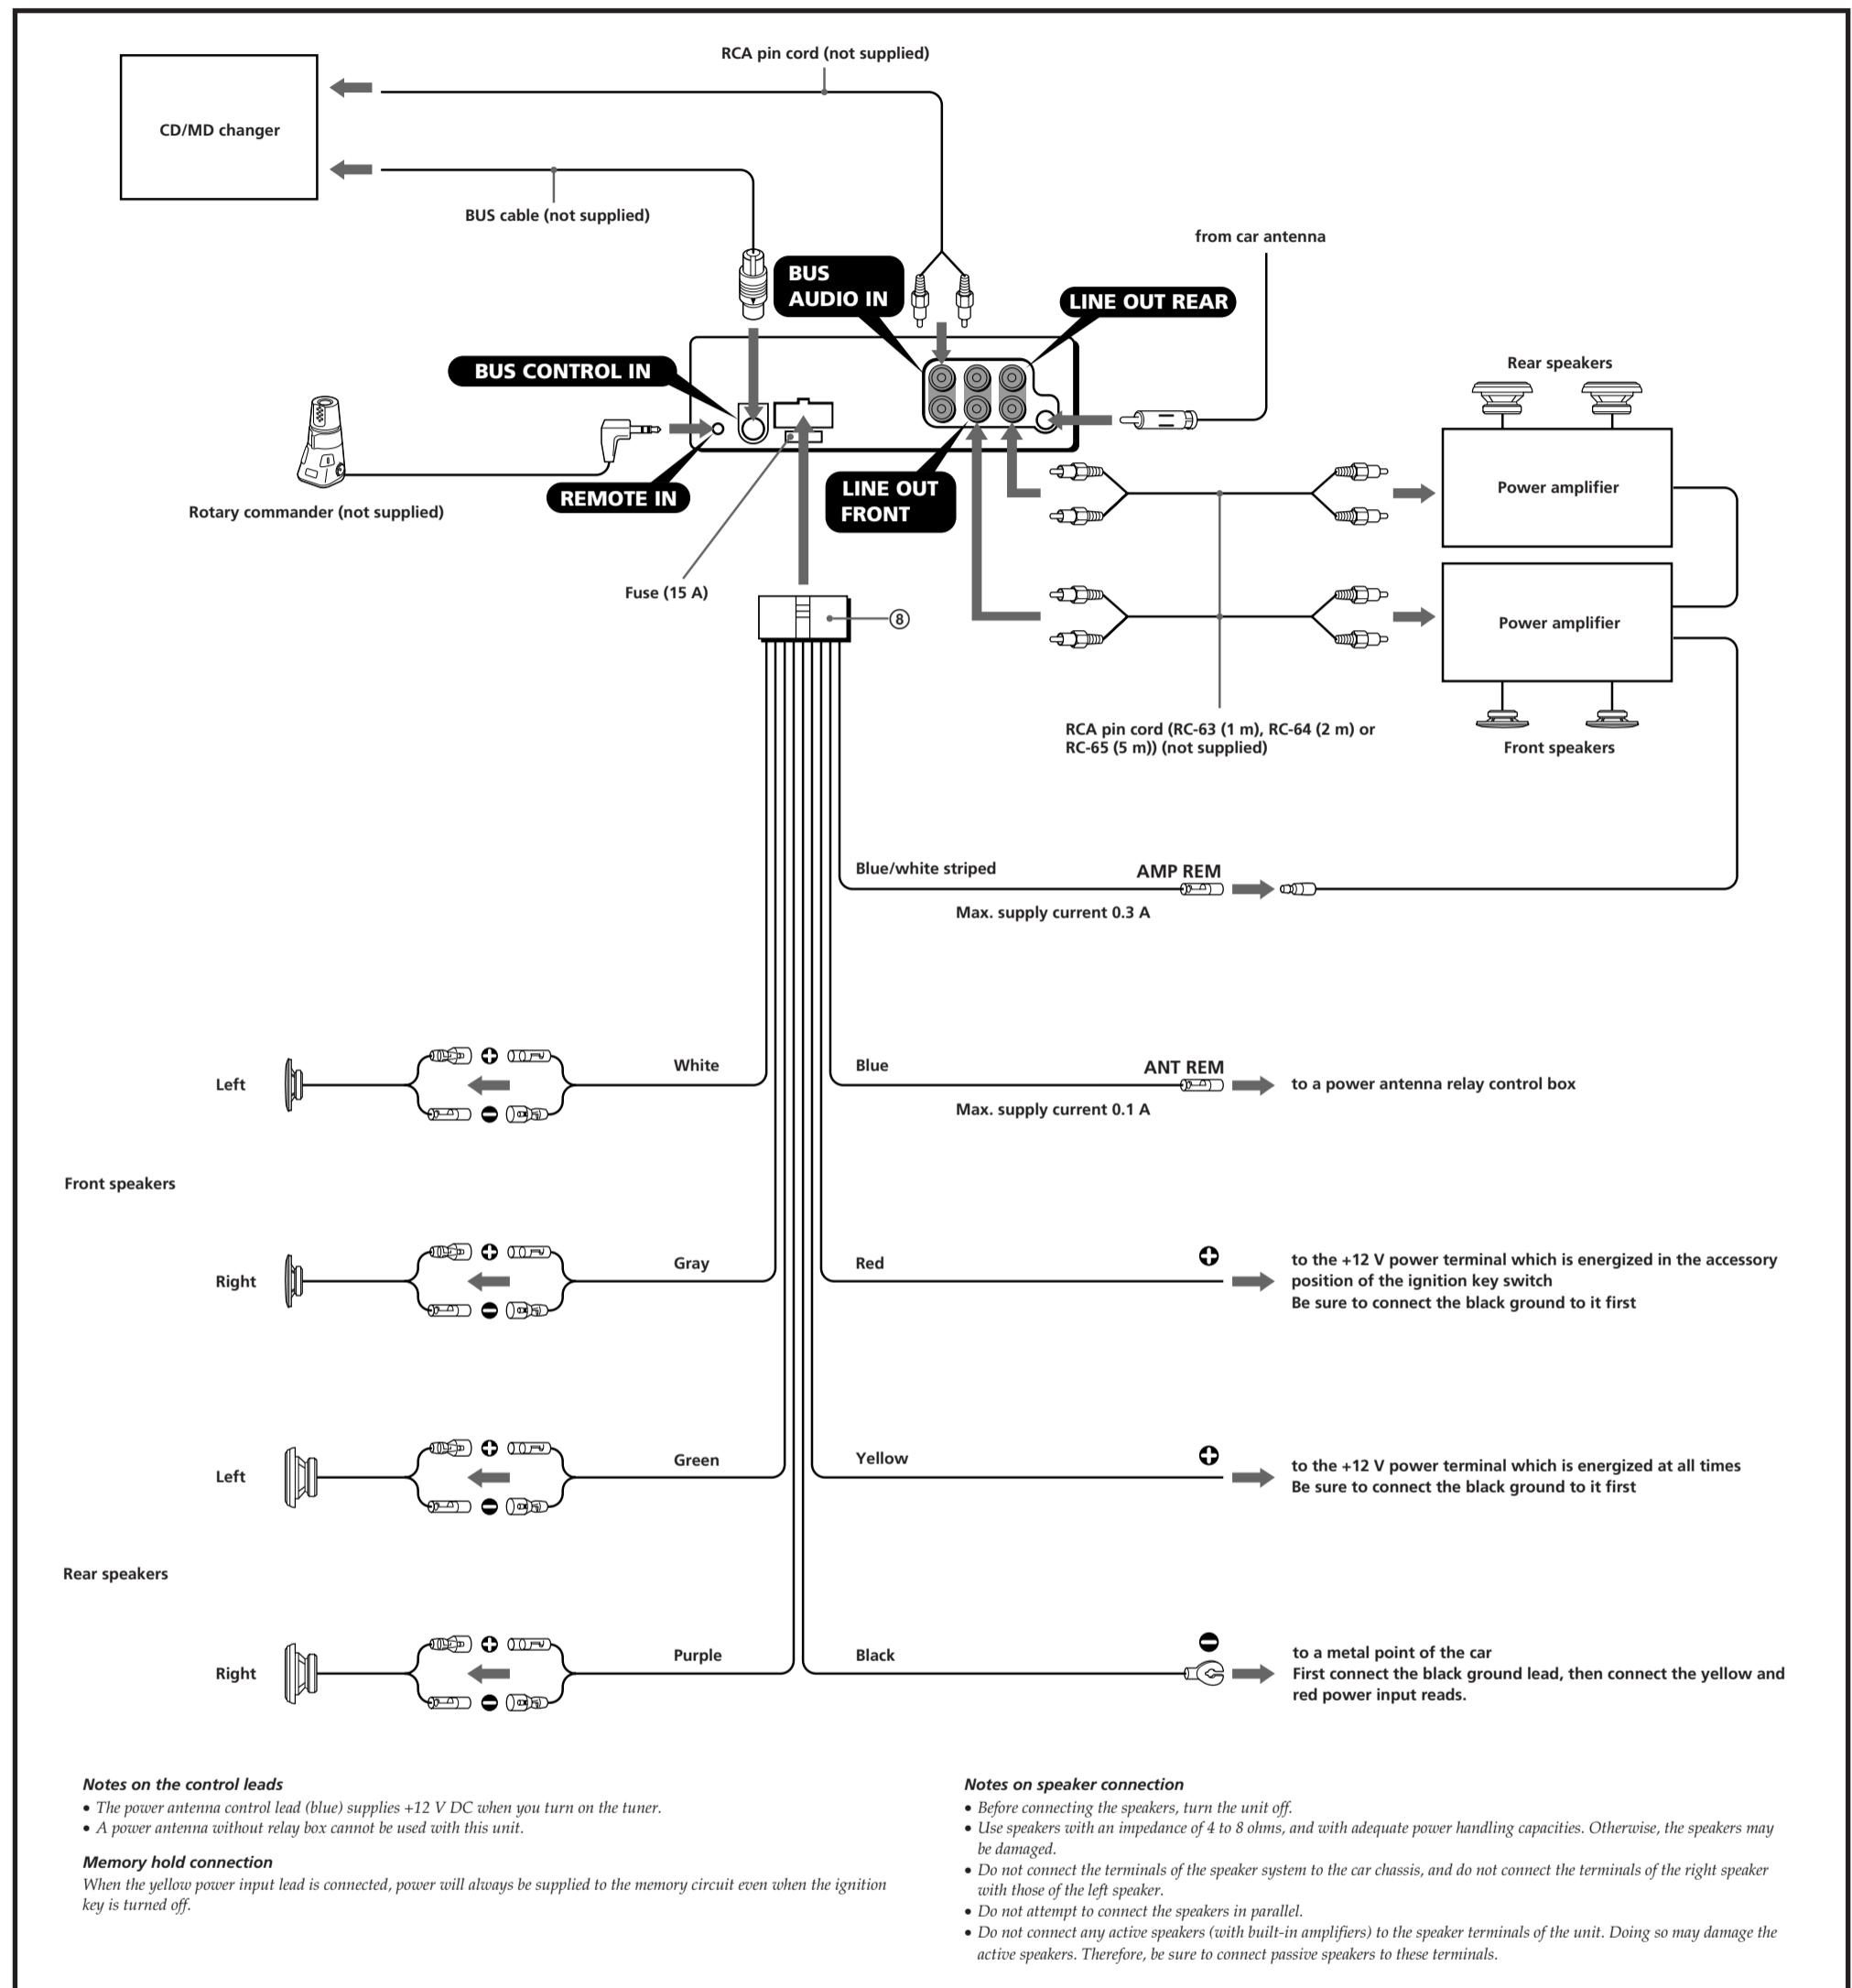 RCA pin cord (not supplied)
CD/MD changer
BUS cable (not supplied)
from car antenna
BUS
AUDIO IN
LINE OUT REAR
BUS CONTROL IN
Rear speakers
REMOTE IN
LINE OUT
FRONT
Power amplifier
Rotary commander (not supplied)
Fuse (15 A)
8
Power amplifier
RCA pin cord (RC-63 (1 m), RC-64 (2 m) or
RC-65 (5 m)) (not supplied)
Front speakers
Blue/white striped
AMP REM
Max. supply current 0.3 A
Left
White
Blue
ANT REM
to a power antenna relay control box
Max. supply current 0.1 A
Front speakers
Right
Gray
Red
to the +12 V power terminal which is energized in the accessory
position of the ignition key switch
Be sure to connect the black ground to it first
Left
Green
Yellow
to the +12 V power terminal which is energized at all times
Be sure to connect the black ground to it first
Rear speakers
Right
Purple
Black
to a metal point of the car
First connect the black ground lead, then connect the yellow and
red power input reads.
Notes on the control leads
• The power antenna control lead (blue) supplies +12 V DC when you turn on the tuner.
• A power antenna without relay box cannot be used with this unit.
Memory hold connection
When the yellow power input lead is connected, power will always be supplied to the memory circuit even when the ignition
key is turned off.
Notes on speaker connection
• Before connecting the speakers, turn the unit off.
• Use speakers with an impedance of 4 to 8 ohms, and with adequate power handling capacities. Otherwise, the speakers may
be damaged.
• Do not connect the terminals of the speaker system to the car chassis, and do not connect the terminals of the right speaker
with those of the left speaker.
• Do not attempt to connect the speakers in parallel.
• Do not connect any active speakers (with built-in amplifiers) to the speaker terminals of the unit. Doing so may damage the
active speakers. Therefore, be sure to connect passive speakers to these terminals.